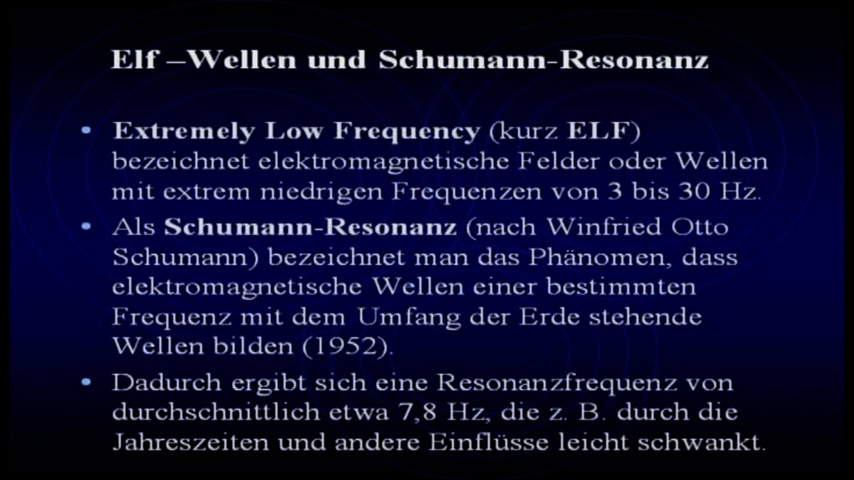 Elf –Wellen und Schumann-Resonanz
• Extremely Low Frequency (kurz ELF)
bezeichnet elektromagnetische Felder oder Wellen
mit extrem niedrigen Frequenzen von 3 bis 30 Hz.
• Als Schumann-Resonanz (nach Winfried Otto
Schumann) bezeichnet man das Phänomen, dass
elektromagnetische Wellen einer bestimmten
Frequenz mit dem Umfang der Erde stehende
Wellen bilden (1952).
• Dadurch ergibt sich eine Resonanzfrequenz von
durchschnittlich etwa 7,8 Hz, die z. B. durch die
Jahreszeiten und andere Einflüsse leicht schwankt.